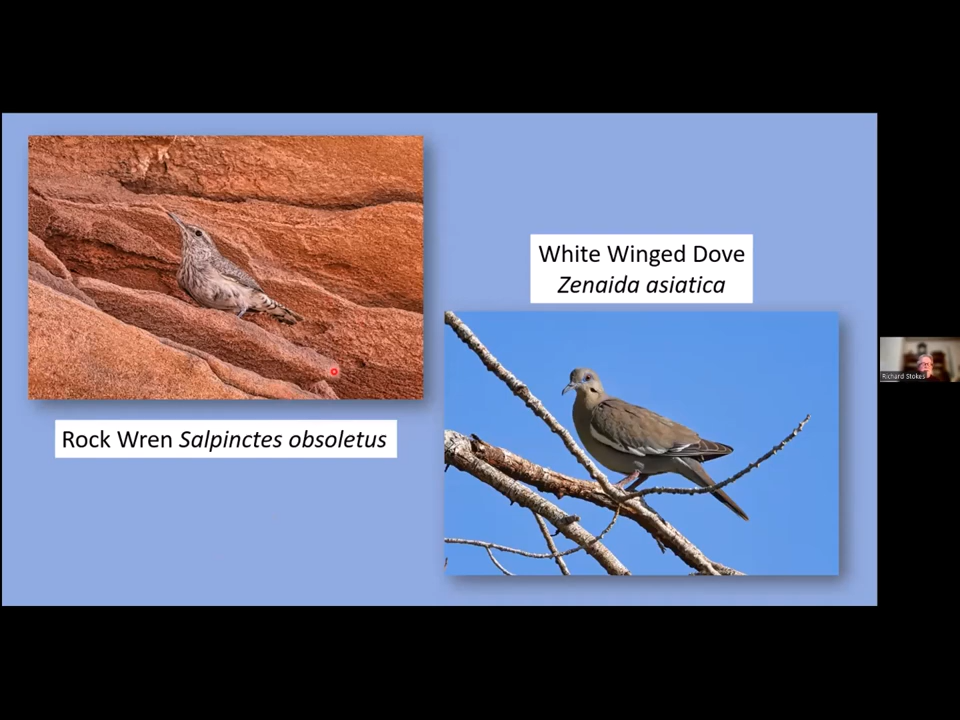 White Winged Dove
Zenaida asiatica
Rock Wren Salpinctes obsoletus
Richard Stokes